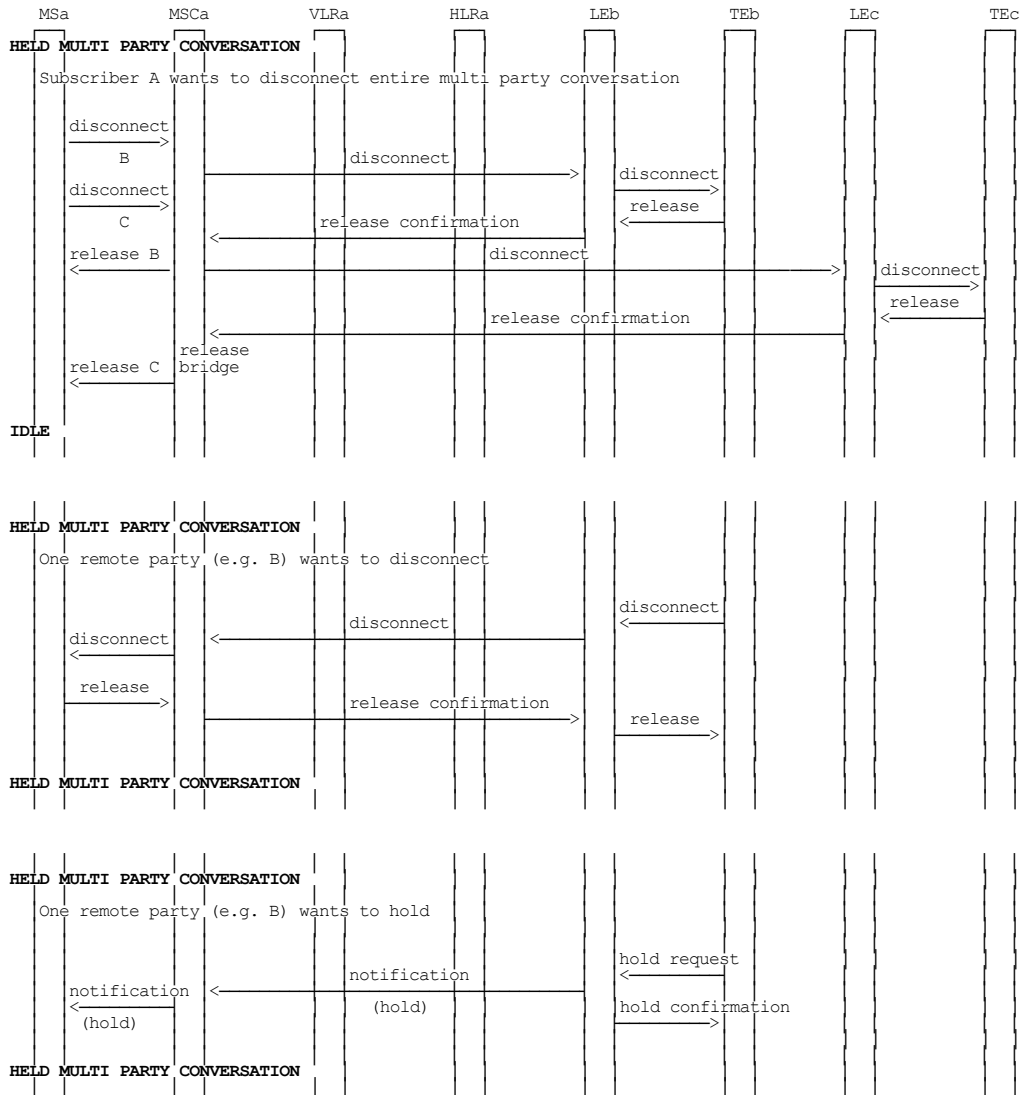 MSa MSCa VLRa HLRa LEb TEb LEc TEc
HELD MULTI PARTY CONVERSATION
Subscriber A wants to disconnect entire multi party conversation
disconnect
B disconnect
disconnect
disconnect
release
C release confirmation
release B disconnect
disconnect
release
release confirmation
release
release C bridge
IDLE
HELD MULTI PARTY CONVERSATION
One remote party (e.g. B) wants to disconnect
disconnect
disconnect
disconnect
release
release confirmation
release
HELD MULTI PARTY CONVERSATION
HELD MULTI PARTY CONVERSATION
One remote party (e.g. B) wants to hold
hold request
notification
notification
(hold) hold confirmation
(hold)
HELD MULTI PARTY CONVERSATION